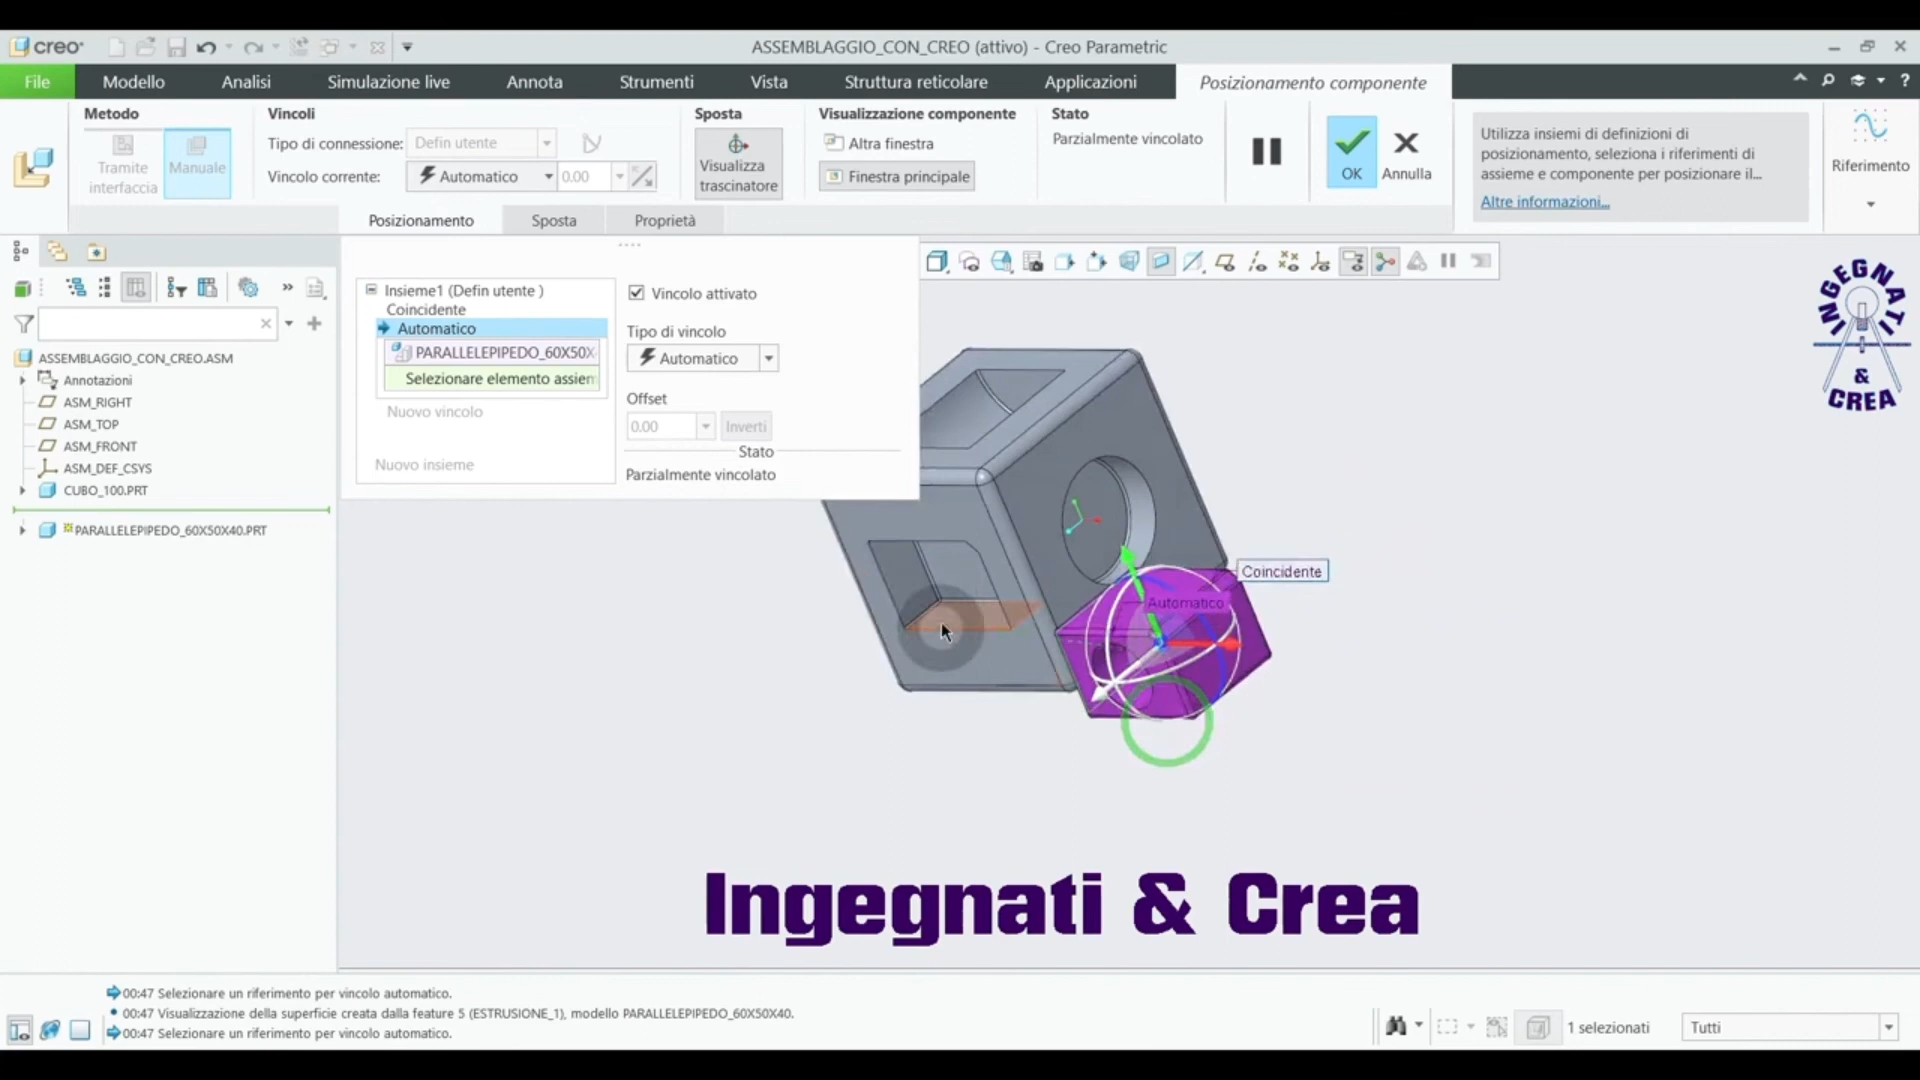 creo
ASSEMBLAGGIO_CON_CREO (attivo) - Creo Parametric
File Modello Analisi Simulazione live Annota Strumenti Vista Struttura reticolare Applicazioni Posizionamento componente
Metodo
Tramite interfaccia
Manuale
Vincoli
Tipo di connessione: Defin utente
Vincolo corrente: Automatico 0.00
Sposta
Visualizza trascinatore
Visualizzazione componente
Altra finestra
Finestra principale
Stato
Parzialmente vincolato
OK
Annulla
Utilizza insiemi di definizioni di
posizionamento, seleziona i riferimenti di
assieme e componente per posizionare il...
Altre informazioni...
Riferimento
Posizionamento Sposta Proprietà
Insieme1 (Defin utente )
Coincidente
Automatico
PARALLELEPIPEDO_60X50X
Selezionare elemento assiem
Nuovo vincolo
Nuovo insieme
Vincolo attivato
Tipo di vincolo
Automatico
Offset
0.00 Inverti
Stato
Parzialmente vincolato
ASSEMBLAGGIO_CON_CREO.ASM
Annotazioni
ASM_RIGHT
ASM_TOP
ASM_FRONT
ASM_DEF_CSYS
CUBO_100.PRT
PARALLELEPIPEDO_60X50X40.PRT
Coincidente
Automatico
INGEGNATI
&
CREA
Ingegnati & Crea
00:47 Selezionare un riferimento per vincolo automatico.
00:47 Visualizzazione della superficie creata dalla feature 5 (ESTRUSIONE_1), modello PARALLELEPIPEDO_60X50X40.
00:47 Selezionare un riferimento per vincolo automatico.
1 selezionati
Tutti